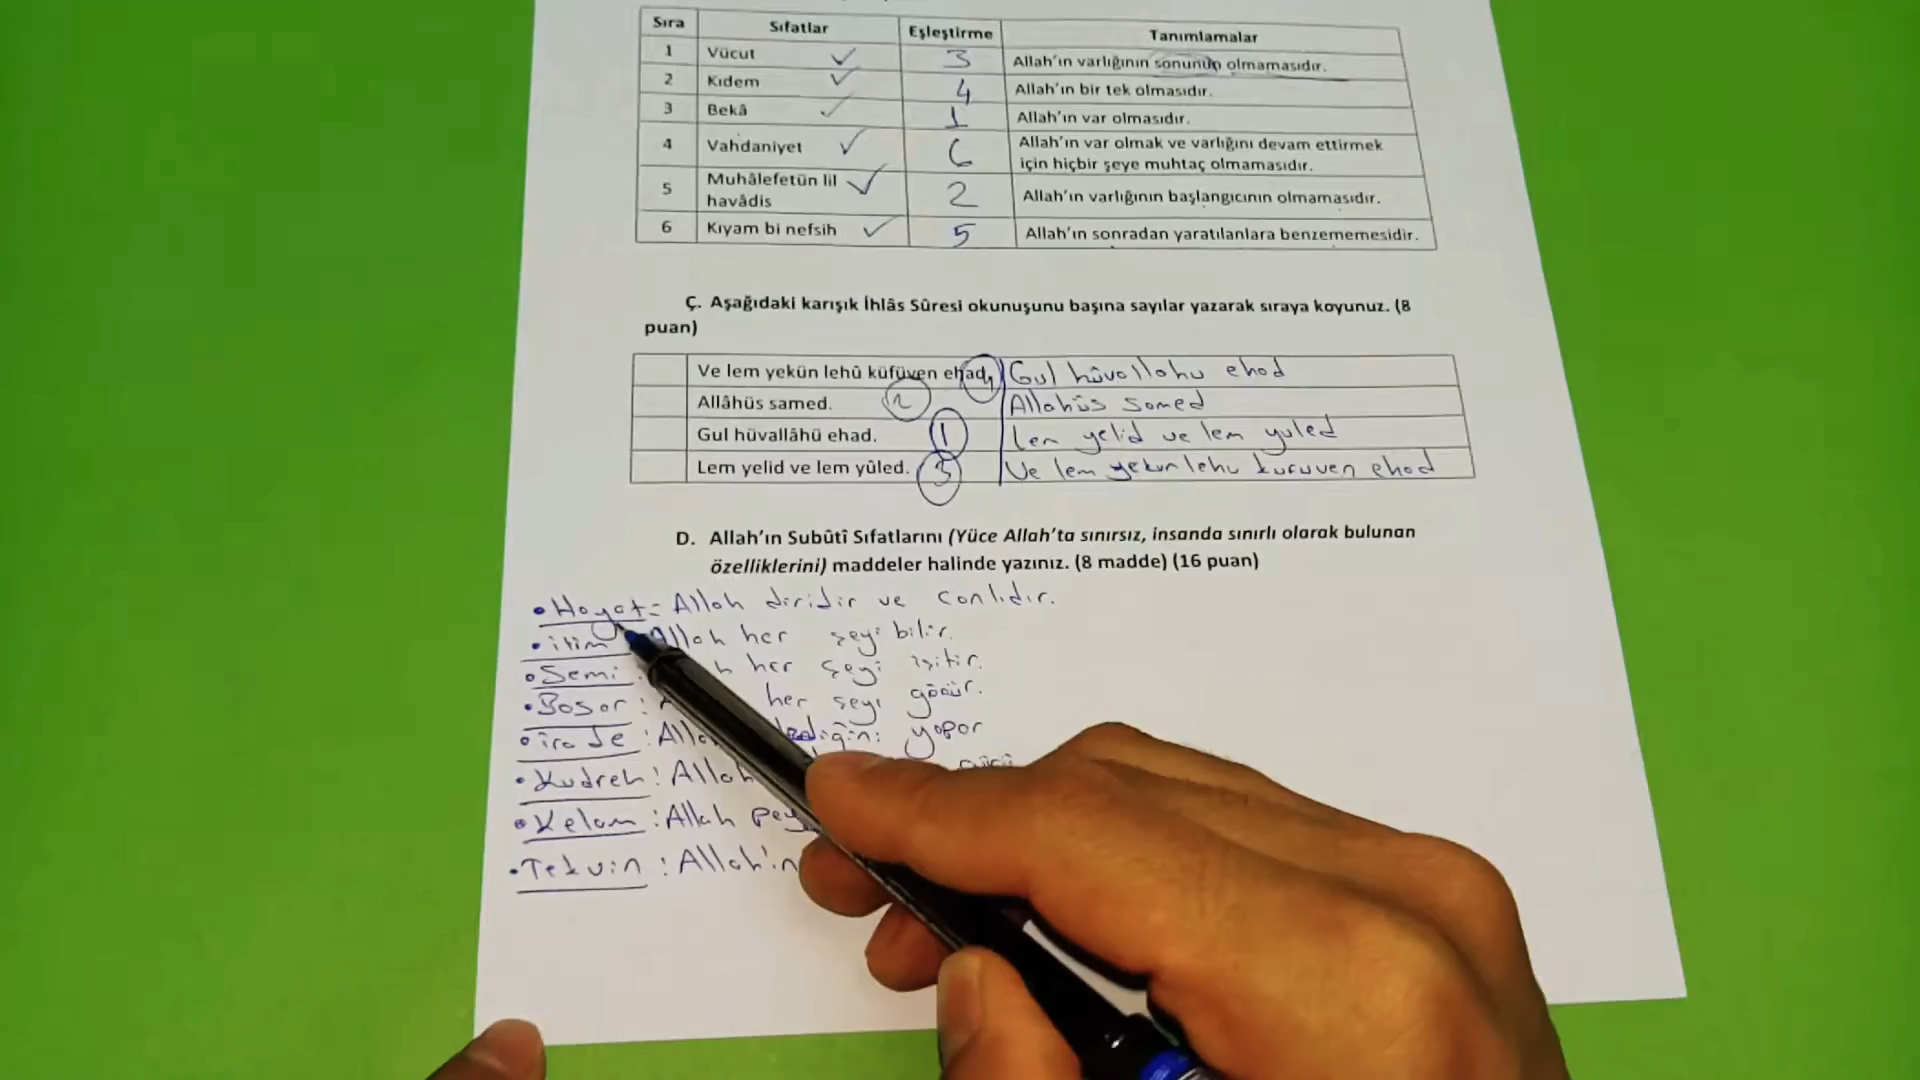 Sıra Sıfatlar Eşleştirme Tanımlamalar
1 Vücut ✓ 3 Allah'ın varlığının sonunun olmamasıdır.
2 Kıdem ✓ 4 Allah'ın bir tek olmasıdır.
3 Bekâ ✓ 1 Allah'ın var olmasıdır.
4 Vahdaniyet ✓ 6 Allah'ın var olmak ve varlığını devam ettirmek
için hiçbir şeye muhtaç olmamasıdır.
5 Muhâlefetün lil
havâdis ✓ 2 Allah'ın varlığının başlangıcının olmamasıdır.
6 Kıyam bi nefsih ✓ 5 Allah'ın sonradan yaratılanlara benzememesidir.
Ç. Aşağıdaki karışık İhlâs Sûresi okunuşunu başına sayılar yazarak sıraya koyunuz. (8
puan)
Ve lem yekün lehû küfüven ehad. 4 Gul hüvallahu ehad
Allâhüs samed. 2 Allahüs samed
Gul hüvallâhü ehad. 1 lem yelid ve lem yuled
Lem yelid ve lem yûled. 3 Ve lem yekun lehu kuruven ehad
D. Allah'ın Subûtî Sıfatlarını (Yüce Allah'ta sınırsız, insanda sınırlı olarak bulunan
özelliklerini) maddeler halinde yazınız. (8 madde) (16 puan)
• Hayat = Allah diridir ve canlıdır.
• ilim Allah her şeyi bilir.
• Semi : her şeyi işitir.
• Basar : her şeyi görür.
• irade : yapar
• Kudreh : Allah gücü
• Kelam : Allah
• Tekvin : Allah'ın